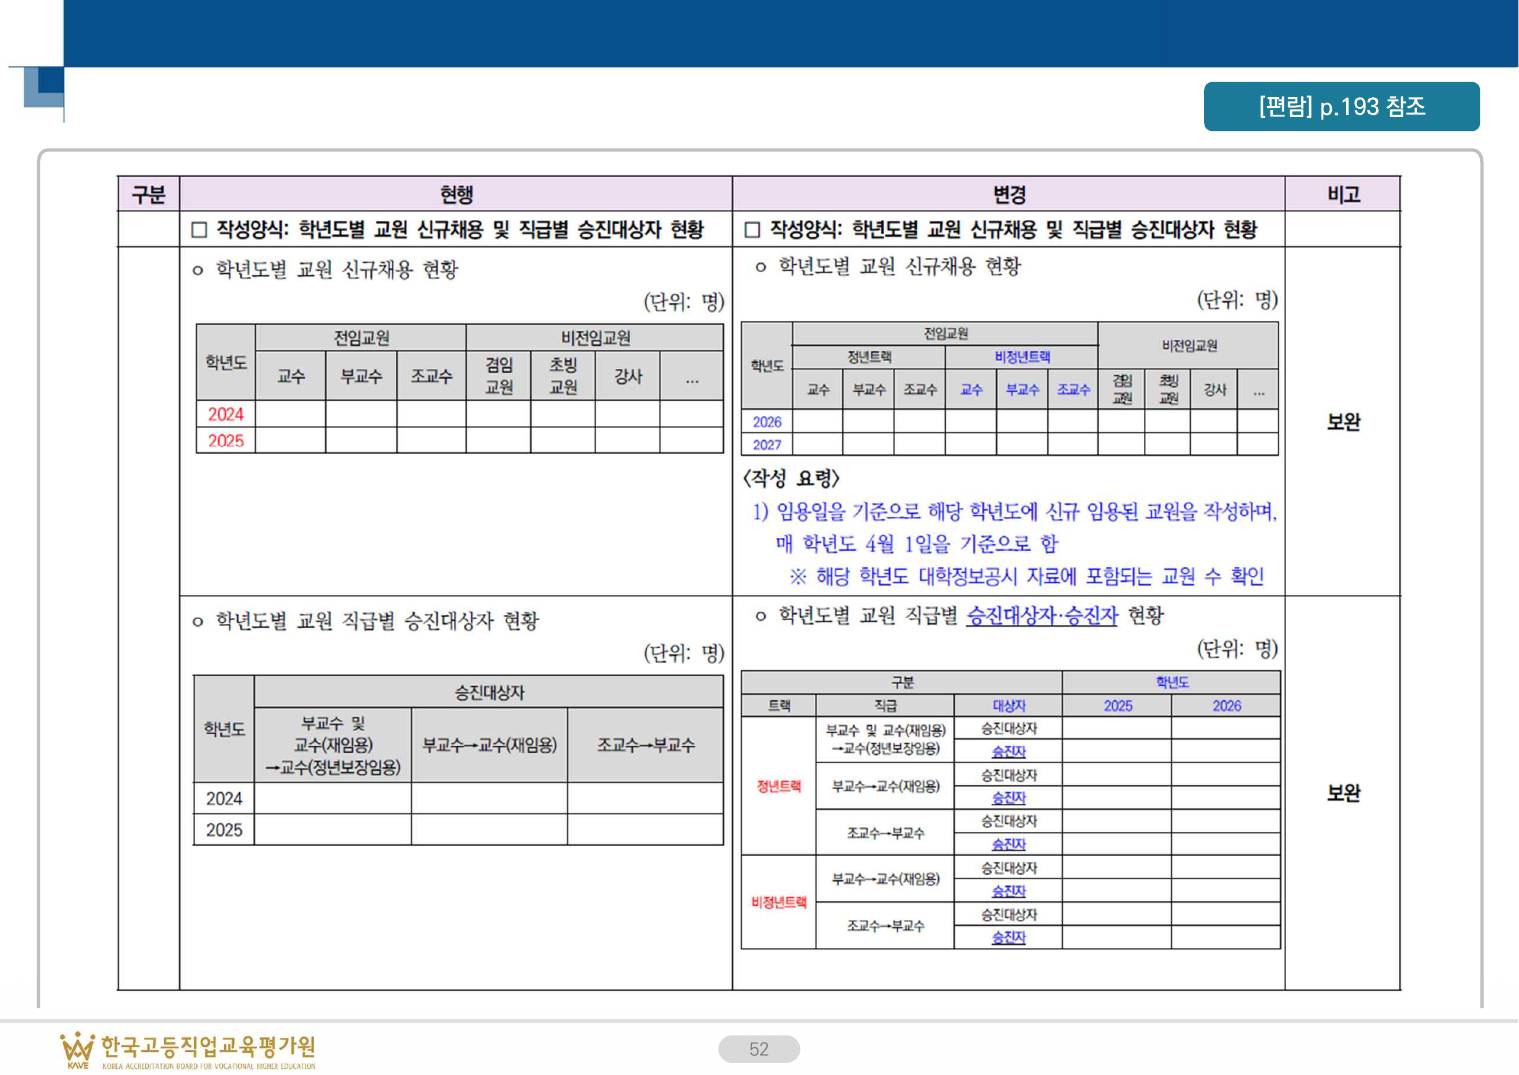 [편람] p.193 참조
구분 현행 변경 비고
□ 작성양식: 학년도별 교원 신규채용 및 직급별 승진대상자 현황
□ 작성양식: 학년도별 교원 신규채용 및 직급별 승진대상자 현황
ㅇ 학년도별 교원 신규채용 현황
(단위: 명)
학년도 전임교원 비전임교원
교수 부교수 조교수 겸임교원 초빙교원 강사 ...
2024
2025
ㅇ 학년도별 교원 신규채용 현황
(단위: 명)
학년도 전임교원 비전임교원
정년트랙 비정년트랙
교수 부교수 조교수 교수 부교수 조교수 겸임교원 초빙교원 강사 ...
2026
2027
<작성 요령>
1) 임용일을 기준으로 해당 학년도에 신규 임용된 교원을 작성하며,
매 학년도 4월 1일을 기준으로 함
※ 해당 학년도 대학정보공시 자료에 포함되는 교원 수 확인
보완
ㅇ 학년도별 교원 직급별 승진대상자 현황
(단위: 명)
학년도 승진대상자
부교수 및
교수(재임용)
→교수(정년보장임용)
부교수→교수(재임용)
조교수→부교수
2024
2025
ㅇ 학년도별 교원 직급별 승진대상자·승진자 현황
(단위: 명)
구분 학년도
트랙 직급 대상자 2025 2026
정년트랙
부교수 및 교수(재임용)
→교수(정년보장임용)
승진대상자
승진자
부교수→교수(재임용)
승진대상자
승진자
조교수→부교수
승진대상자
승진자
비정년트랙
부교수→교수(재임용)
승진대상자
승진자
조교수→부교수
승진대상자
승진자
보완
KAVE
한국고등직업교육평가원
KOREA ACCREDITATION BOARD FOR VOCATIONAL HIGHER EDUCATION
52